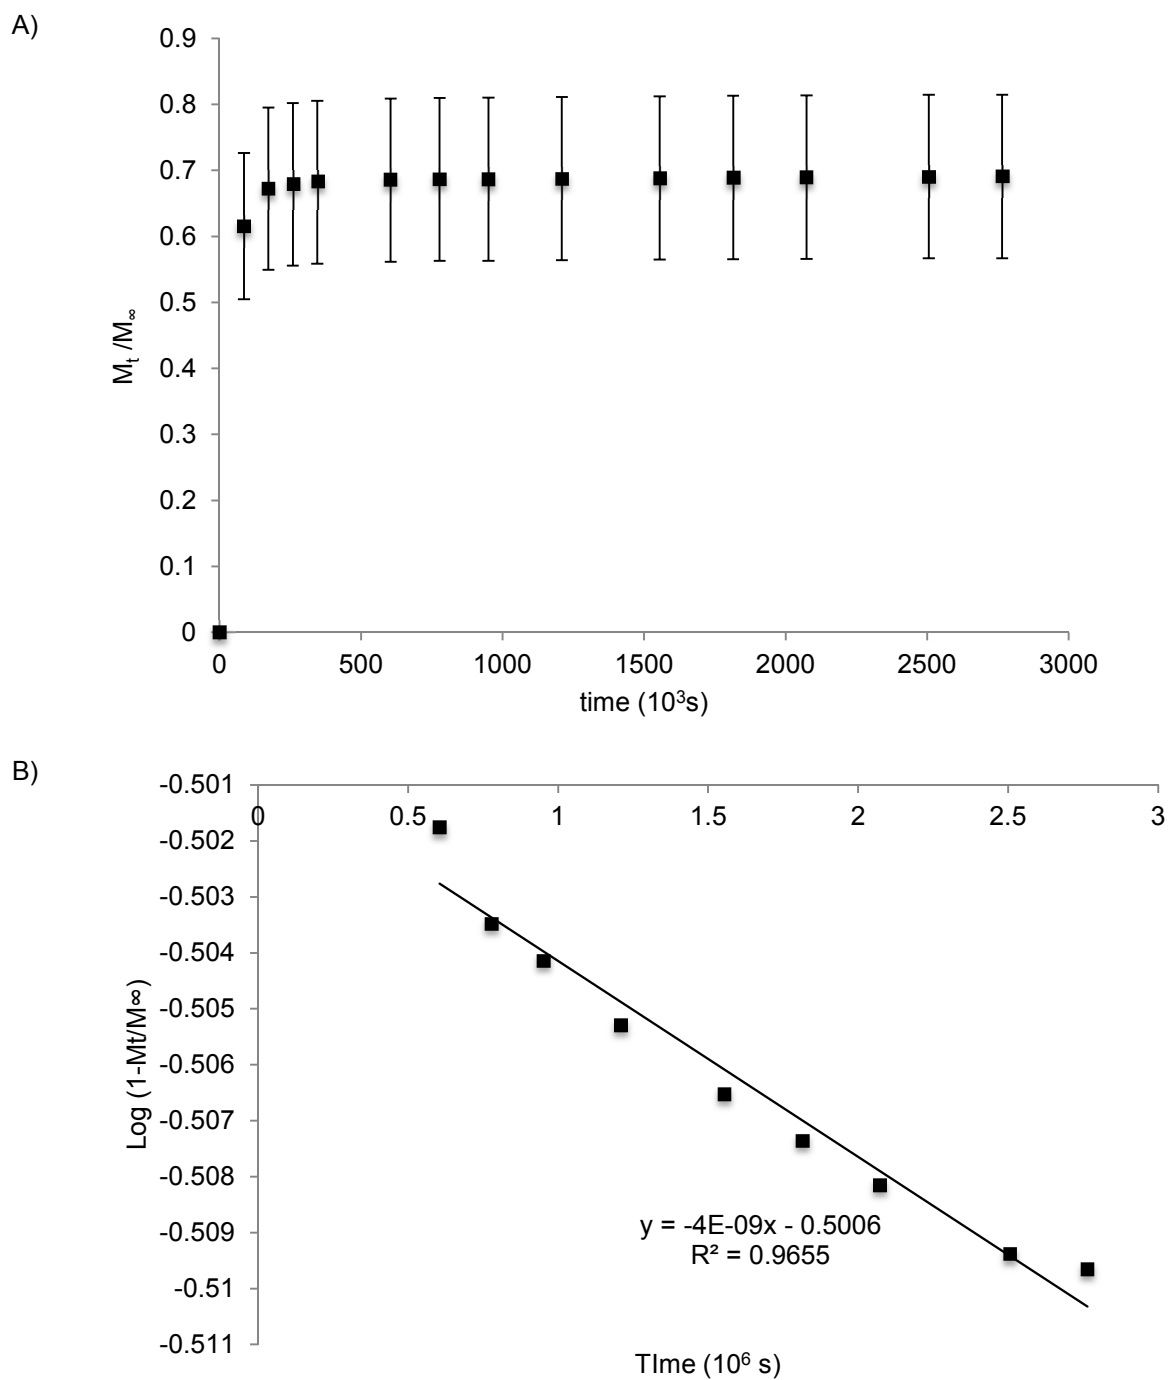 A)
0.9
0.8
0.7
0.6
0.5
0.4
0.3
0.2
0.1
0
M_t /M_∞
0 500 1000 1500 2000 2500 3000
time (10³s)
B)
-0.501
0 0.5 1 1.5 2 2.5 3
-0.502
-0.503
-0.504
-0.505
-0.506
-0.507
-0.508
-0.509
-0.51
-0.511
Log (1-Mt/M∞)
y = -4E-09x - 0.5006
R² = 0.9655
TIme (10⁶ s)